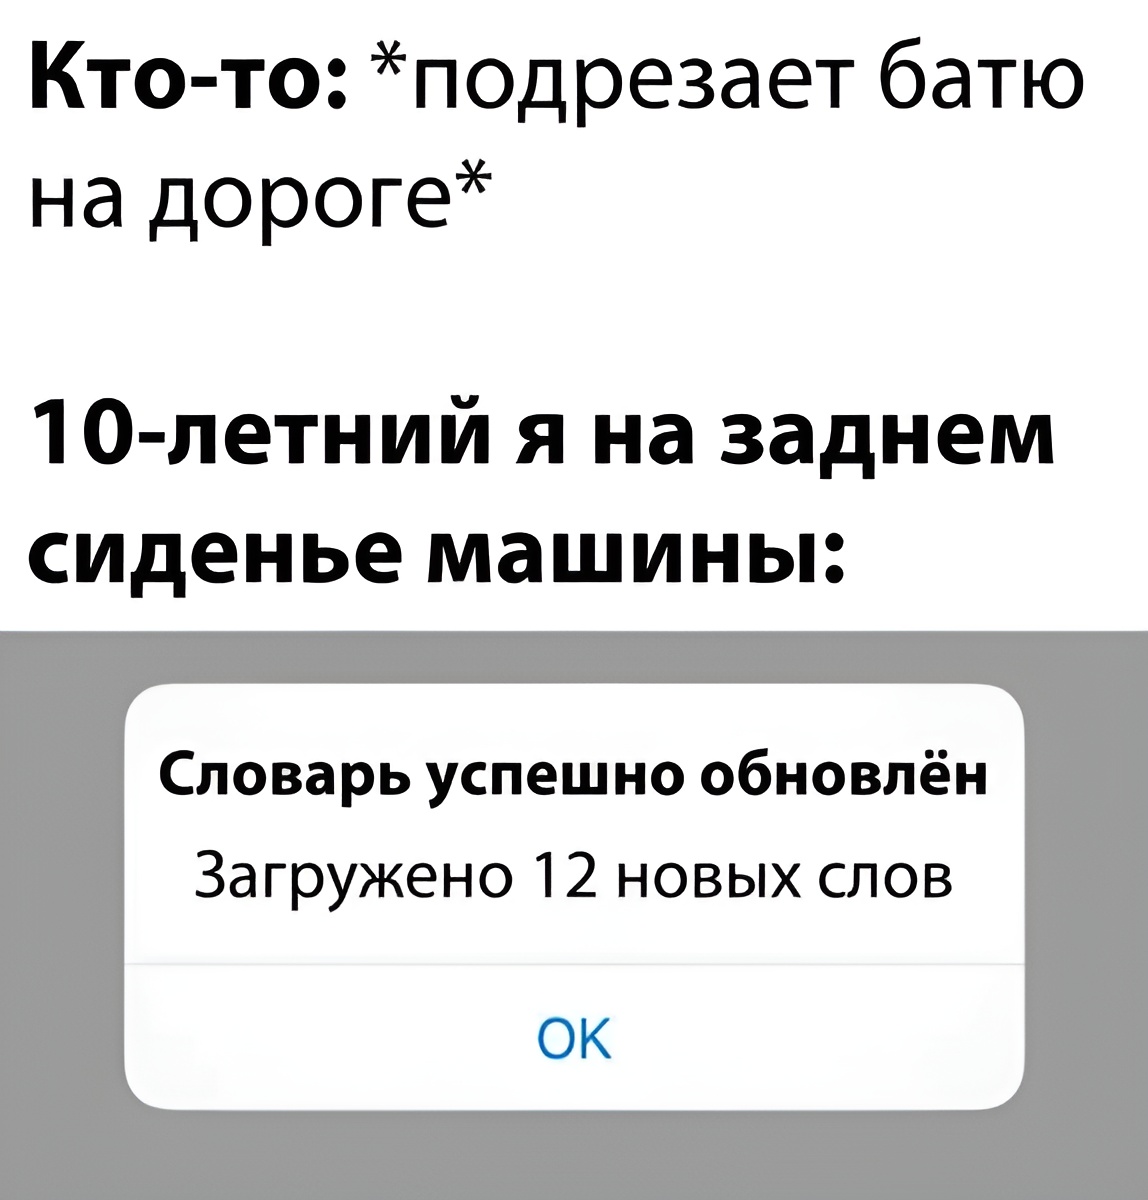 Кто-то: *подрезает батю
на дороге*
10-летний я на заднем
сиденье машины:
Словарь успешно обновлён
Загружено 12 новых слов
OK